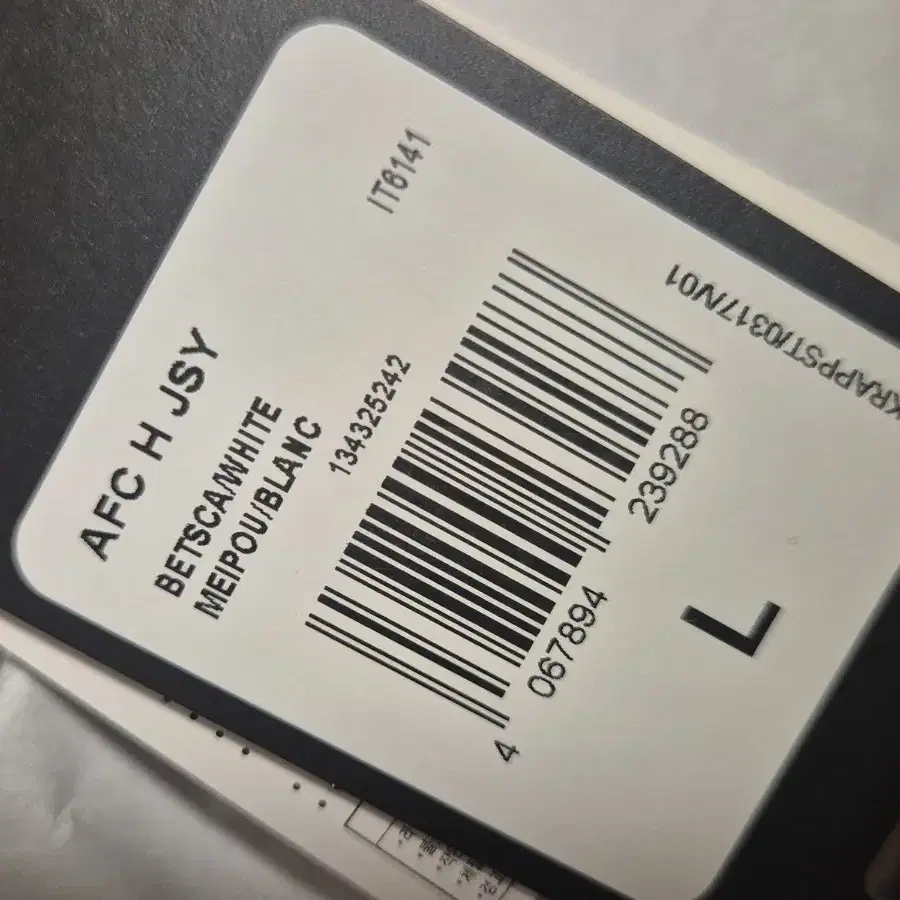 AFC H JSY
IT6141
BETSCA/WHITE
MEIPOU/BLANC
134325242
4 067894 239288
L
KRAPPST/0317/V01